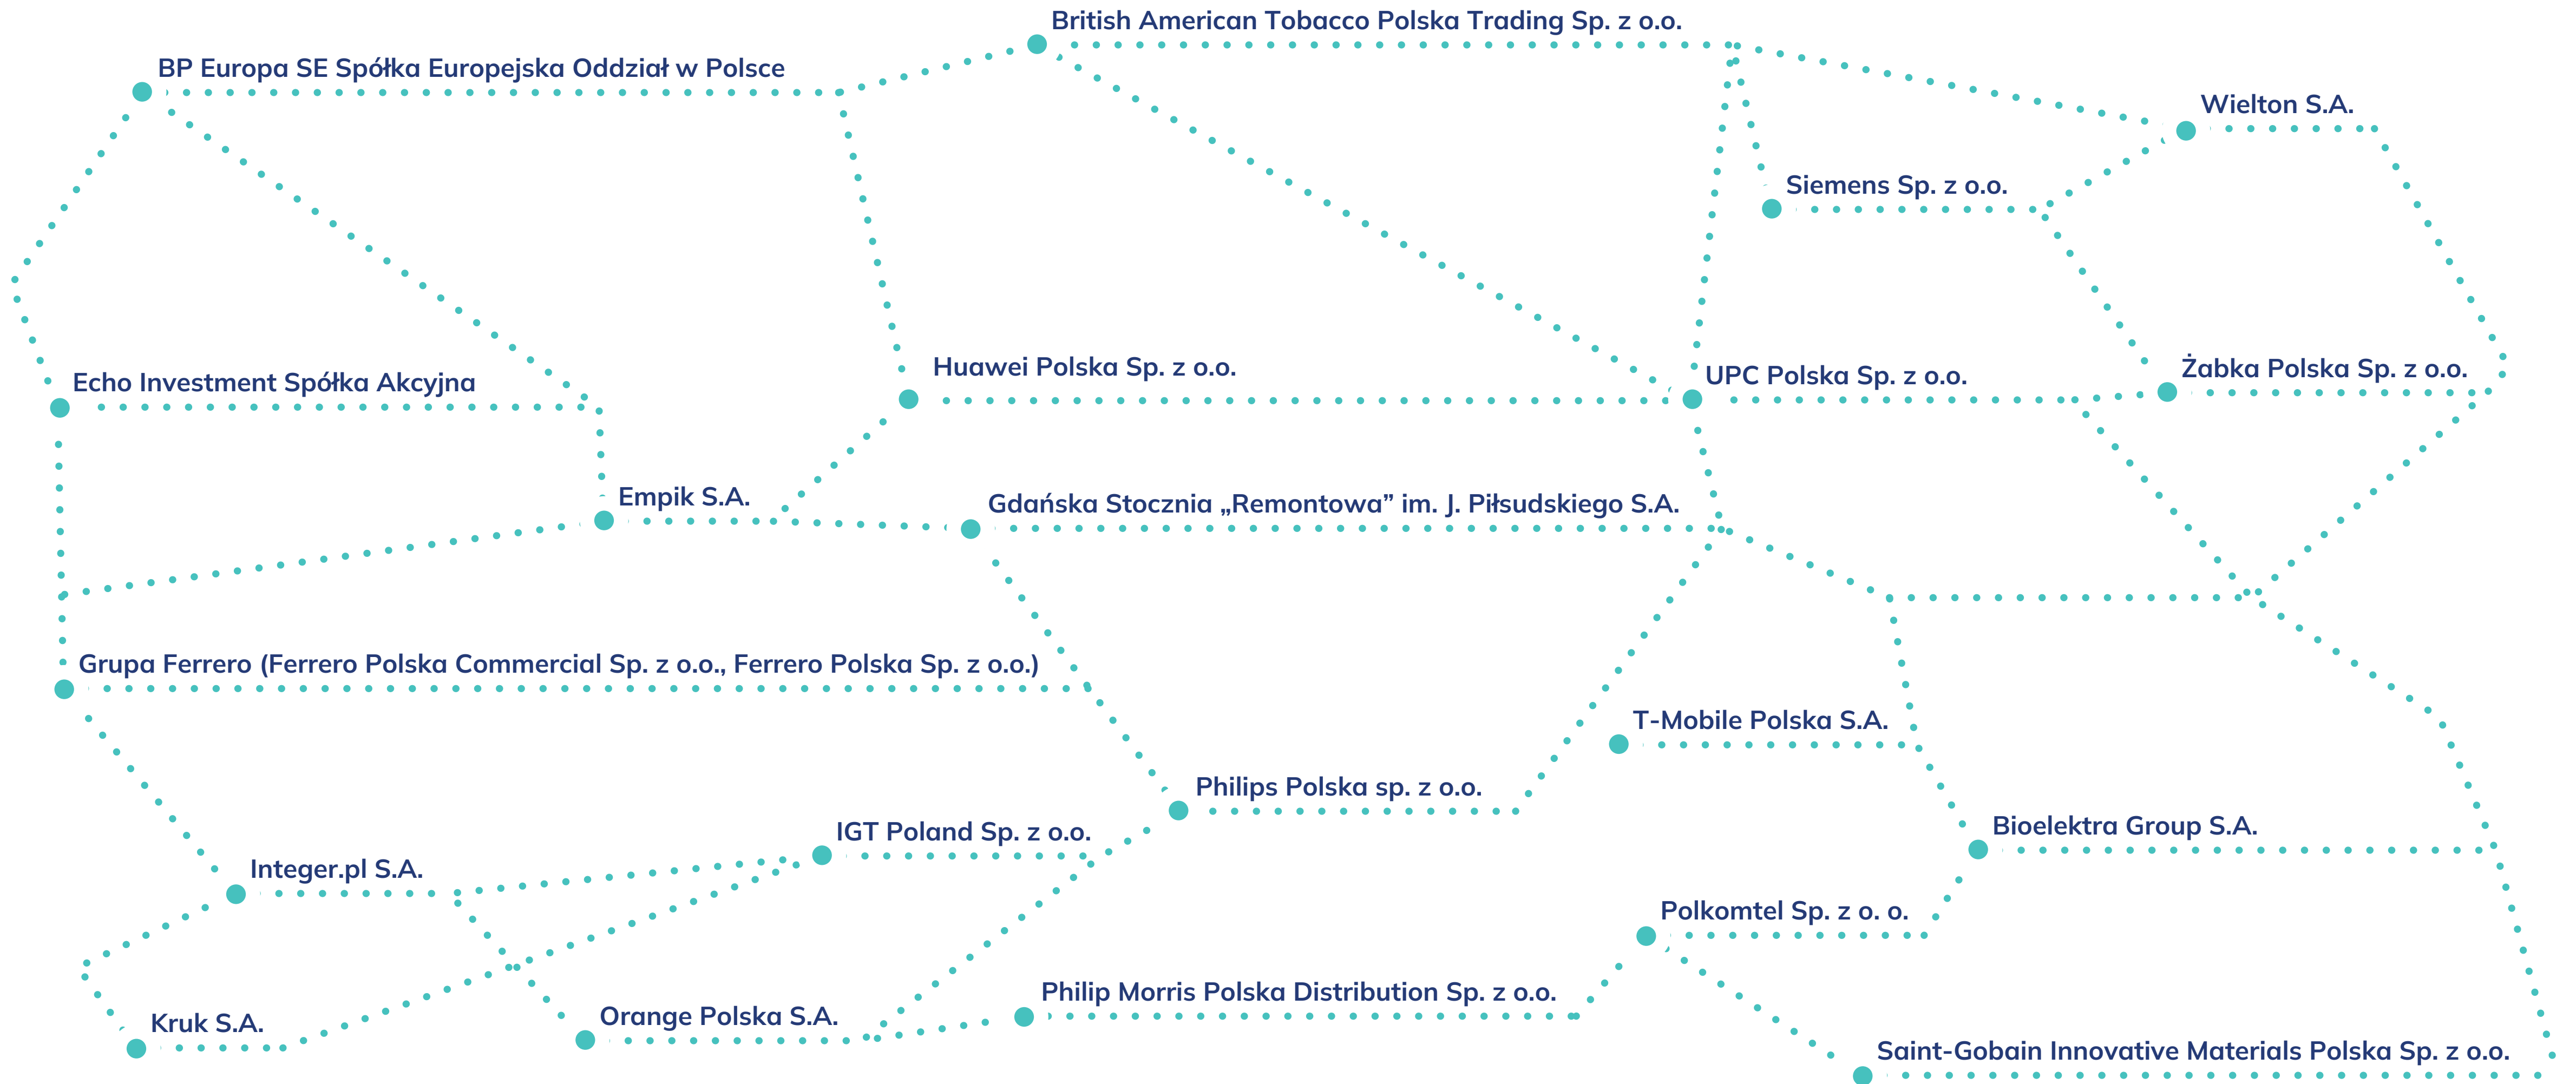 British American Tobacco Polska Trading Sp. z o.o.
BP Europa SE Spółka Europejska Oddział w Polsce
Wielton S.A.
Siemens Sp. z o.o.
Huawei Polska Sp. z o.o.
UPC Polska Sp. z o.o.
Żabka Polska Sp. z o.o.
Echo Investment Spółka Akcyjna
Empik S.A.
Gdańska Stocznia „Remontowa” im. J. Piłsudskiego S.A.
Grupa Ferrero (Ferrero Polska Commercial Sp. z o.o., Ferrero Polska Sp. z o.o.)
T-Mobile Polska S.A.
Philips Polska sp. z o.o.
IGT Poland Sp. z o.o.
Bioelektra Group S.A.
Integer.pl S.A.
Polkomtel Sp. z o. o.
Philip Morris Polska Distribution Sp. z o.o.
Kruk S.A.
Orange Polska S.A.
Saint-Gobain Innovative Materials Polska Sp. z o.o.